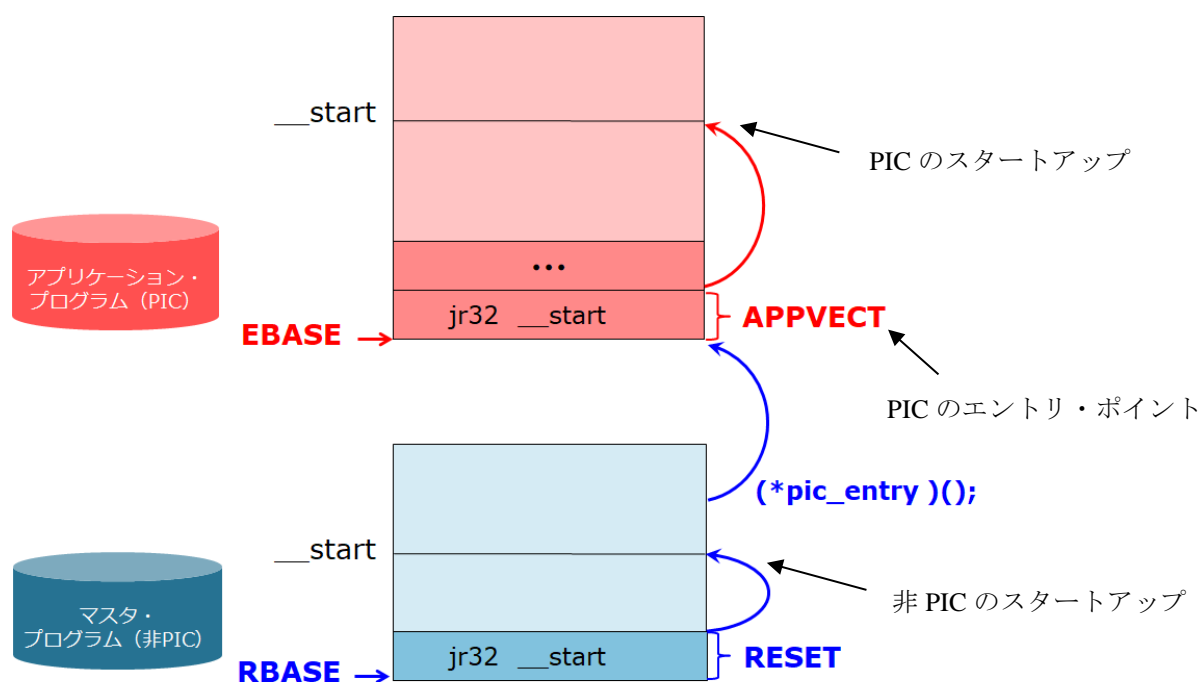 __start
PIC のスタートアップ
アプリケーション・
プログラム（PIC）
...
jr32 __start
EBASE
APPVECT
PIC のエントリ・ポイント
(*pic_entry )();
__start
非 PIC のスタートアップ
マスタ・
プログラム（非PIC）
jr32 __start
RESET
RBASE